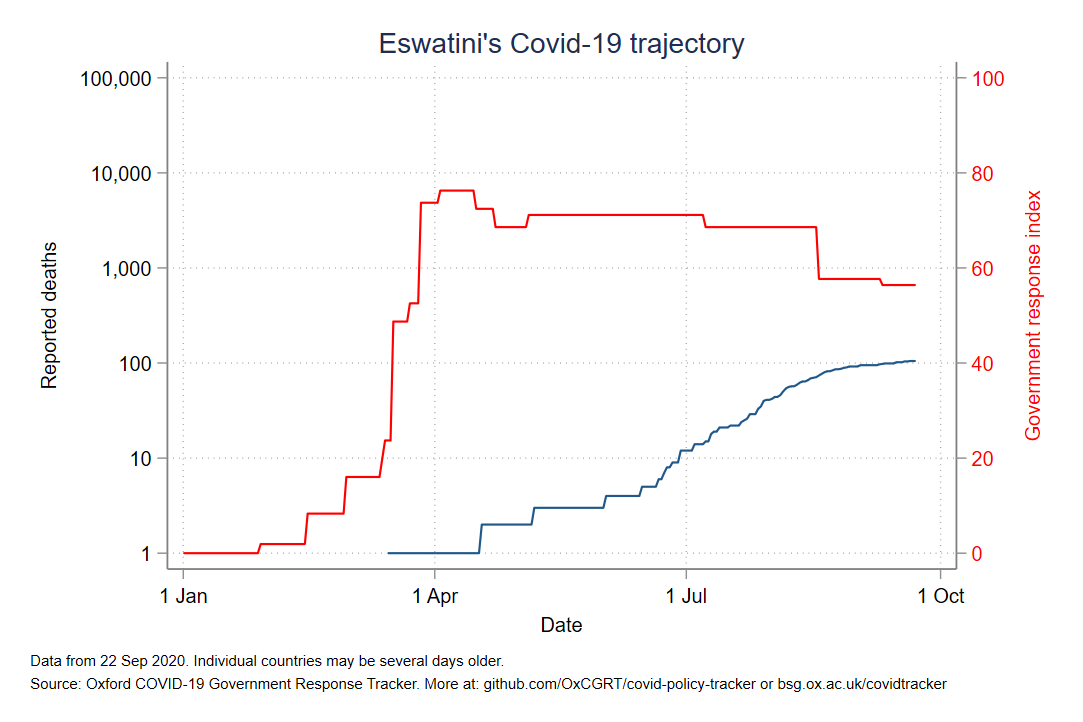 Eswatini's Covid-19 trajectory
100,000
10,000
1,000
100
10
1
Reported deaths
100
80
60
40
20
0
Government response index
1 Jan 1 Apr 1 Jul 1 Oct
Date
Data from 22 Sep 2020. Individual countries may be several days older.
Source: Oxford COVID-19 Government Response Tracker. More at: github.com/OxCGRT/covid-policy-tracker or bsg.ox.ac.uk/covidtracker